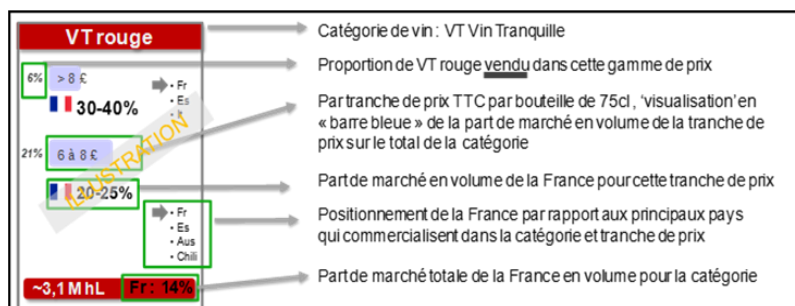 VT rouge
6%
> 8 £
30-40%
• Fr
• Es
• It
21%
6 à 8 £
20-25%
• Fr
• Es
• Aus
• Chili
~3,1 M hL
Fr : 14%
ILLUSTRATION
Catégorie de vin : VT Vin Tranquille
Proportion de VT rouge vendu dans cette gamme de prix
Par tranche de prix TTC par bouteille de 75cl, ‘visualisation’ en
« barre bleue » de la part de marché en volume de la tranche de
prix sur le total de la catégorie
Part de marché en volume de la France pour cette tranche de prix
Positionnement de la France par rapport aux principaux pays
qui commercialisent dans la catégorie et tranche de prix
Part de marché totale de la France en volume pour la catégorie